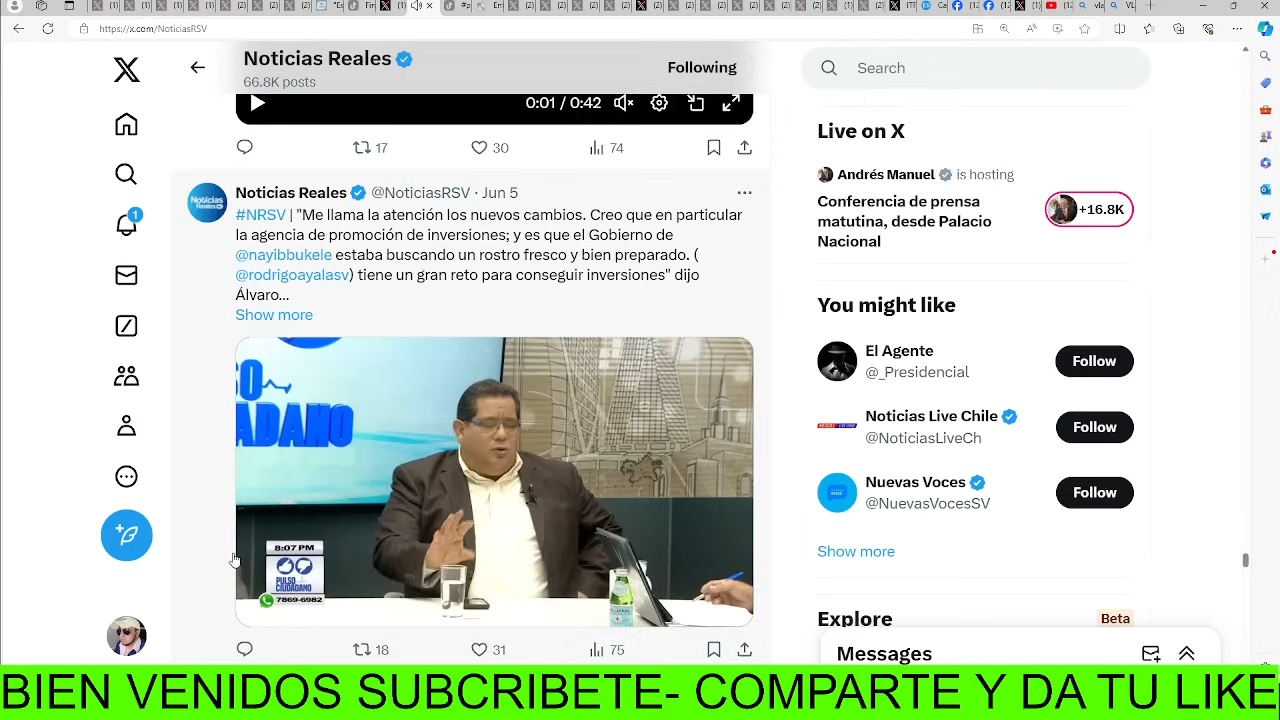 https://x.com/NoticiasRSV
Noticias Reales
66.8K posts
Following
Search
0:01 / 0:42
17
30
74
Noticias Reales @NoticiasRSV · Jun 5
#NRSV | "Me llama la atención los nuevos cambios. Creo que en particular
la agencia de promoción de inversiones; y es que el Gobierno de
@nayibbukele estaba buscando un rostro fresco y bien preparado. (
@rodrigoayalasv) tiene un gran reto para conseguir inversiones" dijo
Álvaro...
Show more
Noticias
Reales
8:07 PM
PULSO
CIUDADANO
7869-6982
18
31
75
Live on X
Andrés Manuel is hosting
Conferencia de prensa
matutina, desde Palacio
Nacional
+16.8K
You might like
El Agente
@_Presidencial
Follow
Noticias Live Chile
@NoticiasLiveCh
Follow
Nuevas Voces
@NuevasVocesSV
Follow
Show more
Explore
Beta
Messages
1
BIEN VENIDOS SUBCRIBETE- COMPARTE Y DA TU LIKE